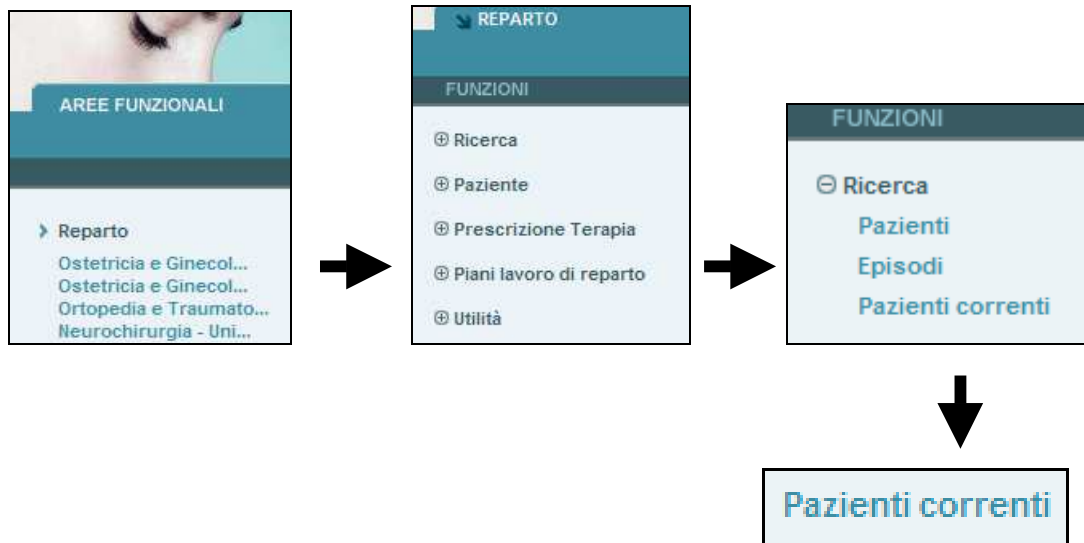 AREE FUNZIONALI
Reparto
Ostetricia e Ginecol...
Ostetricia e Ginecol...
Ortopedia e Traumato...
Neurochirurgia - Uni...
REPARTO
FUNZIONI
Ricerca
Paziente
Prescrizione Terapia
Piani lavoro di reparto
Utilità
FUNZIONI
Ricerca
Pazienti
Episodi
Pazienti correnti
Pazienti correnti